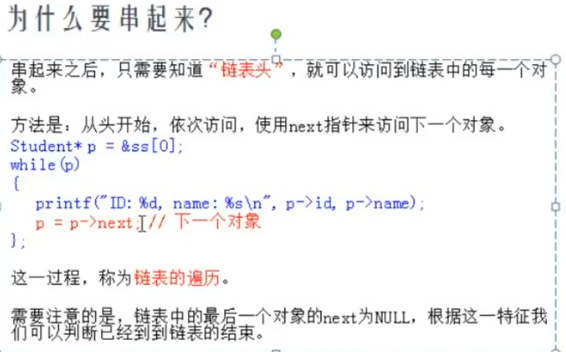 为什么要串起来?
串起来之后，只需要知道“链表头”，就可以访问到链表中的每一个对
象。
方法是：从头开始，依次访问，使用next指针来访问下一个对象。
Student* p = &ss[0];
while(p)
{
printf("ID: %d, name: %s\n", p->id, p->name);
p = p->next; // 下一个对象
};
这一过程，称为链表的遍历。
需要注意的是，链表中的最后一个对象的next为NULL，根据这一特征我
们可以判断已经到到链表的结束。